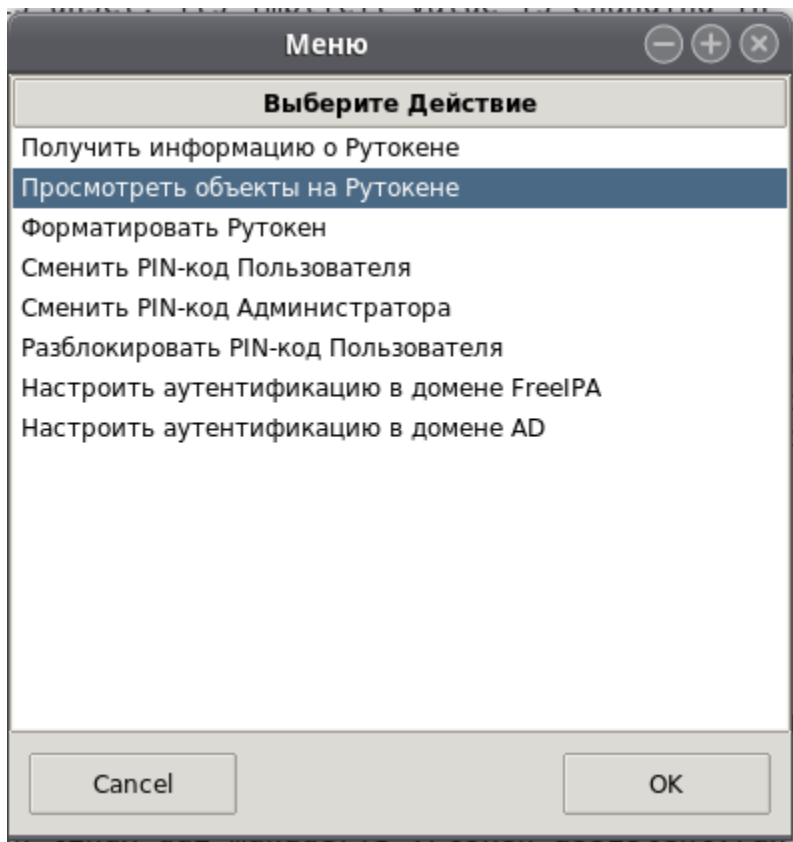 Меню
Выберите Действие
Получить информацию о Рутокене
Просмотреть объекты на Рутокене
Форматировать Рутокен
Сменить PIN-код Пользователя
Сменить PIN-код Администратора
Разблокировать PIN-код Пользователя
Настроить аутентификацию в домене FreeIPA
Настроить аутентификацию в домене AD
Cancel
OK